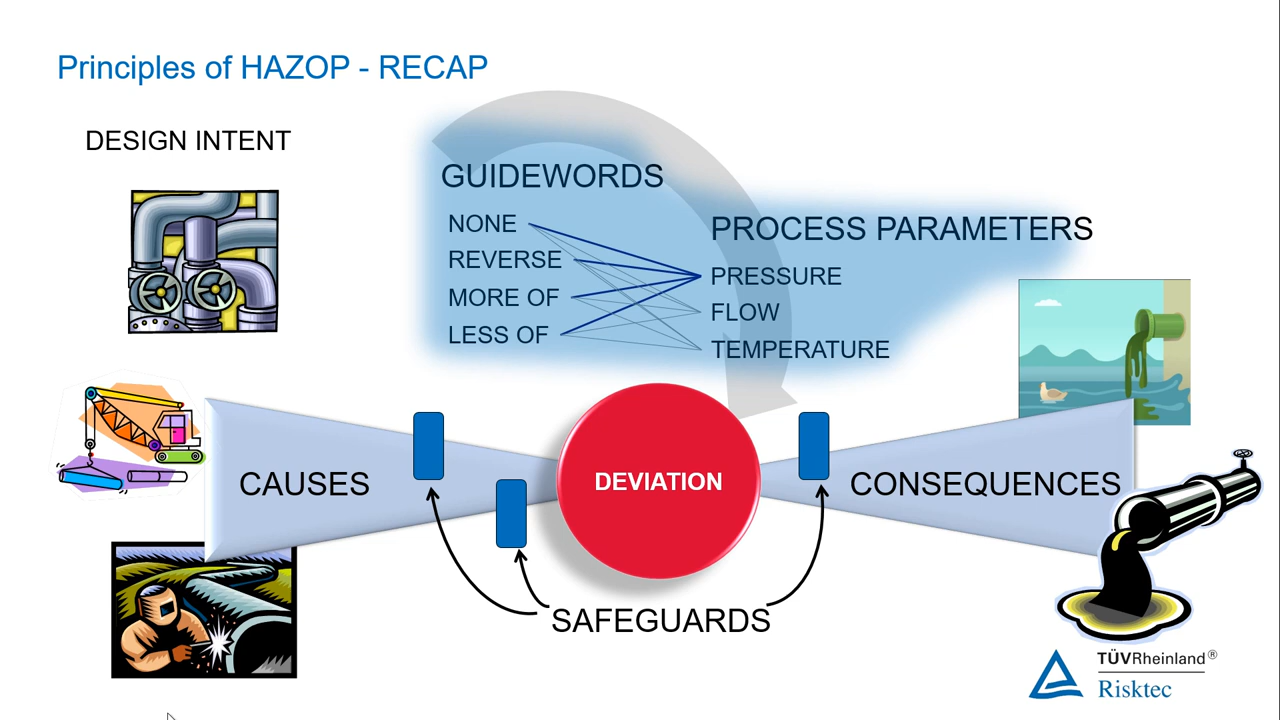 Principles of HAZOP - RECAP
DESIGN INTENT
GUIDEWORDS
NONE
REVERSE
MORE OF
LESS OF
PROCESS PARAMETERS
PRESSURE
FLOW
TEMPERATURE
CAUSES
DEVIATION
CONSEQUENCES
SAFEGUARDS
TÜVRheinland®
Risktec